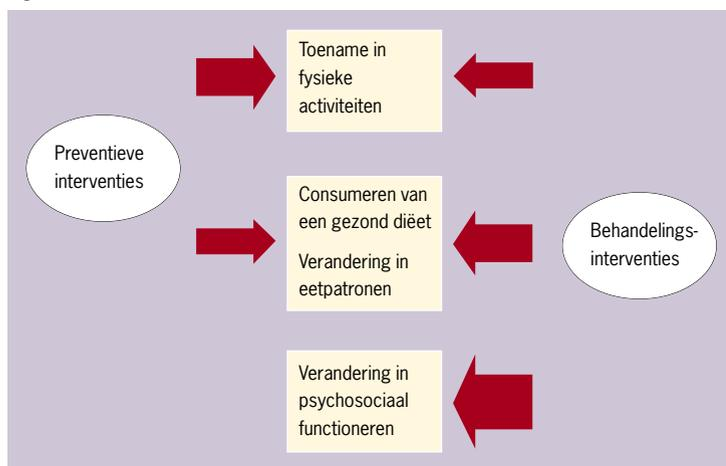 Toename in
fysieke
activiteiten
Preventieve
interventies
Consumeren van
een gezond diëet
Verandering in
eetpatronen
Behandelings-
interventies
Verandering in
psychosociaal
functioneren